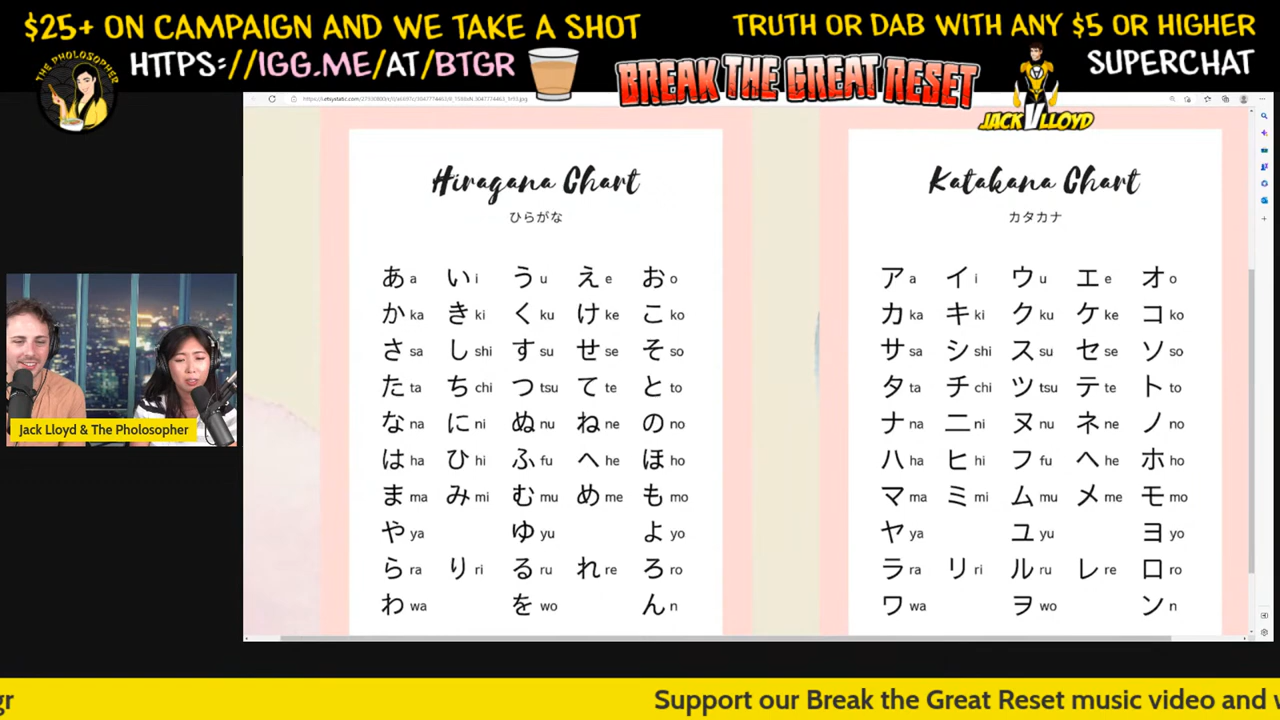 $25+ ON CAMPAIGN AND WE TAKE A SHOT
HTTPS://IGG.ME/AT/BTGR
TRUTH OR DAB WITH ANY $5 OR HIGHER
SUPERCHAT
THE PHOLOSOPHER
BREAK THE GREAT RESET
JACK V LLOYD
Hiragana Chart
ひらがな
あ a い i う u え e お o
か ka き ki く ku け ke こ ko
さ sa し shi す su せ se そ so
た ta ち chi つ tsu て te と to
な na に ni ぬ nu ね ne の no
は ha ひ hi ふ fu へ he ほ ho
ま ma み mi む mu め me も mo
や ya ゆ yu よ yo
ら ra り ri る ru れ re ろ ro
わ wa を wo ん n
Katakana Chart
カタカナ
ア a イ i ウ u エ e オ o
カ ka キ ki ク ku ケ ke コ ko
サ sa シ shi ス su セ se ソ so
タ ta チ chi ツ tsu テ te ト to
ナ na ニ ni ヌ nu ネ ne ノ no
ハ ha ヒ hi フ fu ヘ he ホ ho
マ ma ミ mi ム mu メ me モ mo
ヤ ya ユ yu ヨ yo
ラ ra リ ri ル ru レ re ロ ro
ワ wa ヲ wo ン n
Jack Lloyd & The Pholosopher
gr
Support our Break the Great Reset music video and